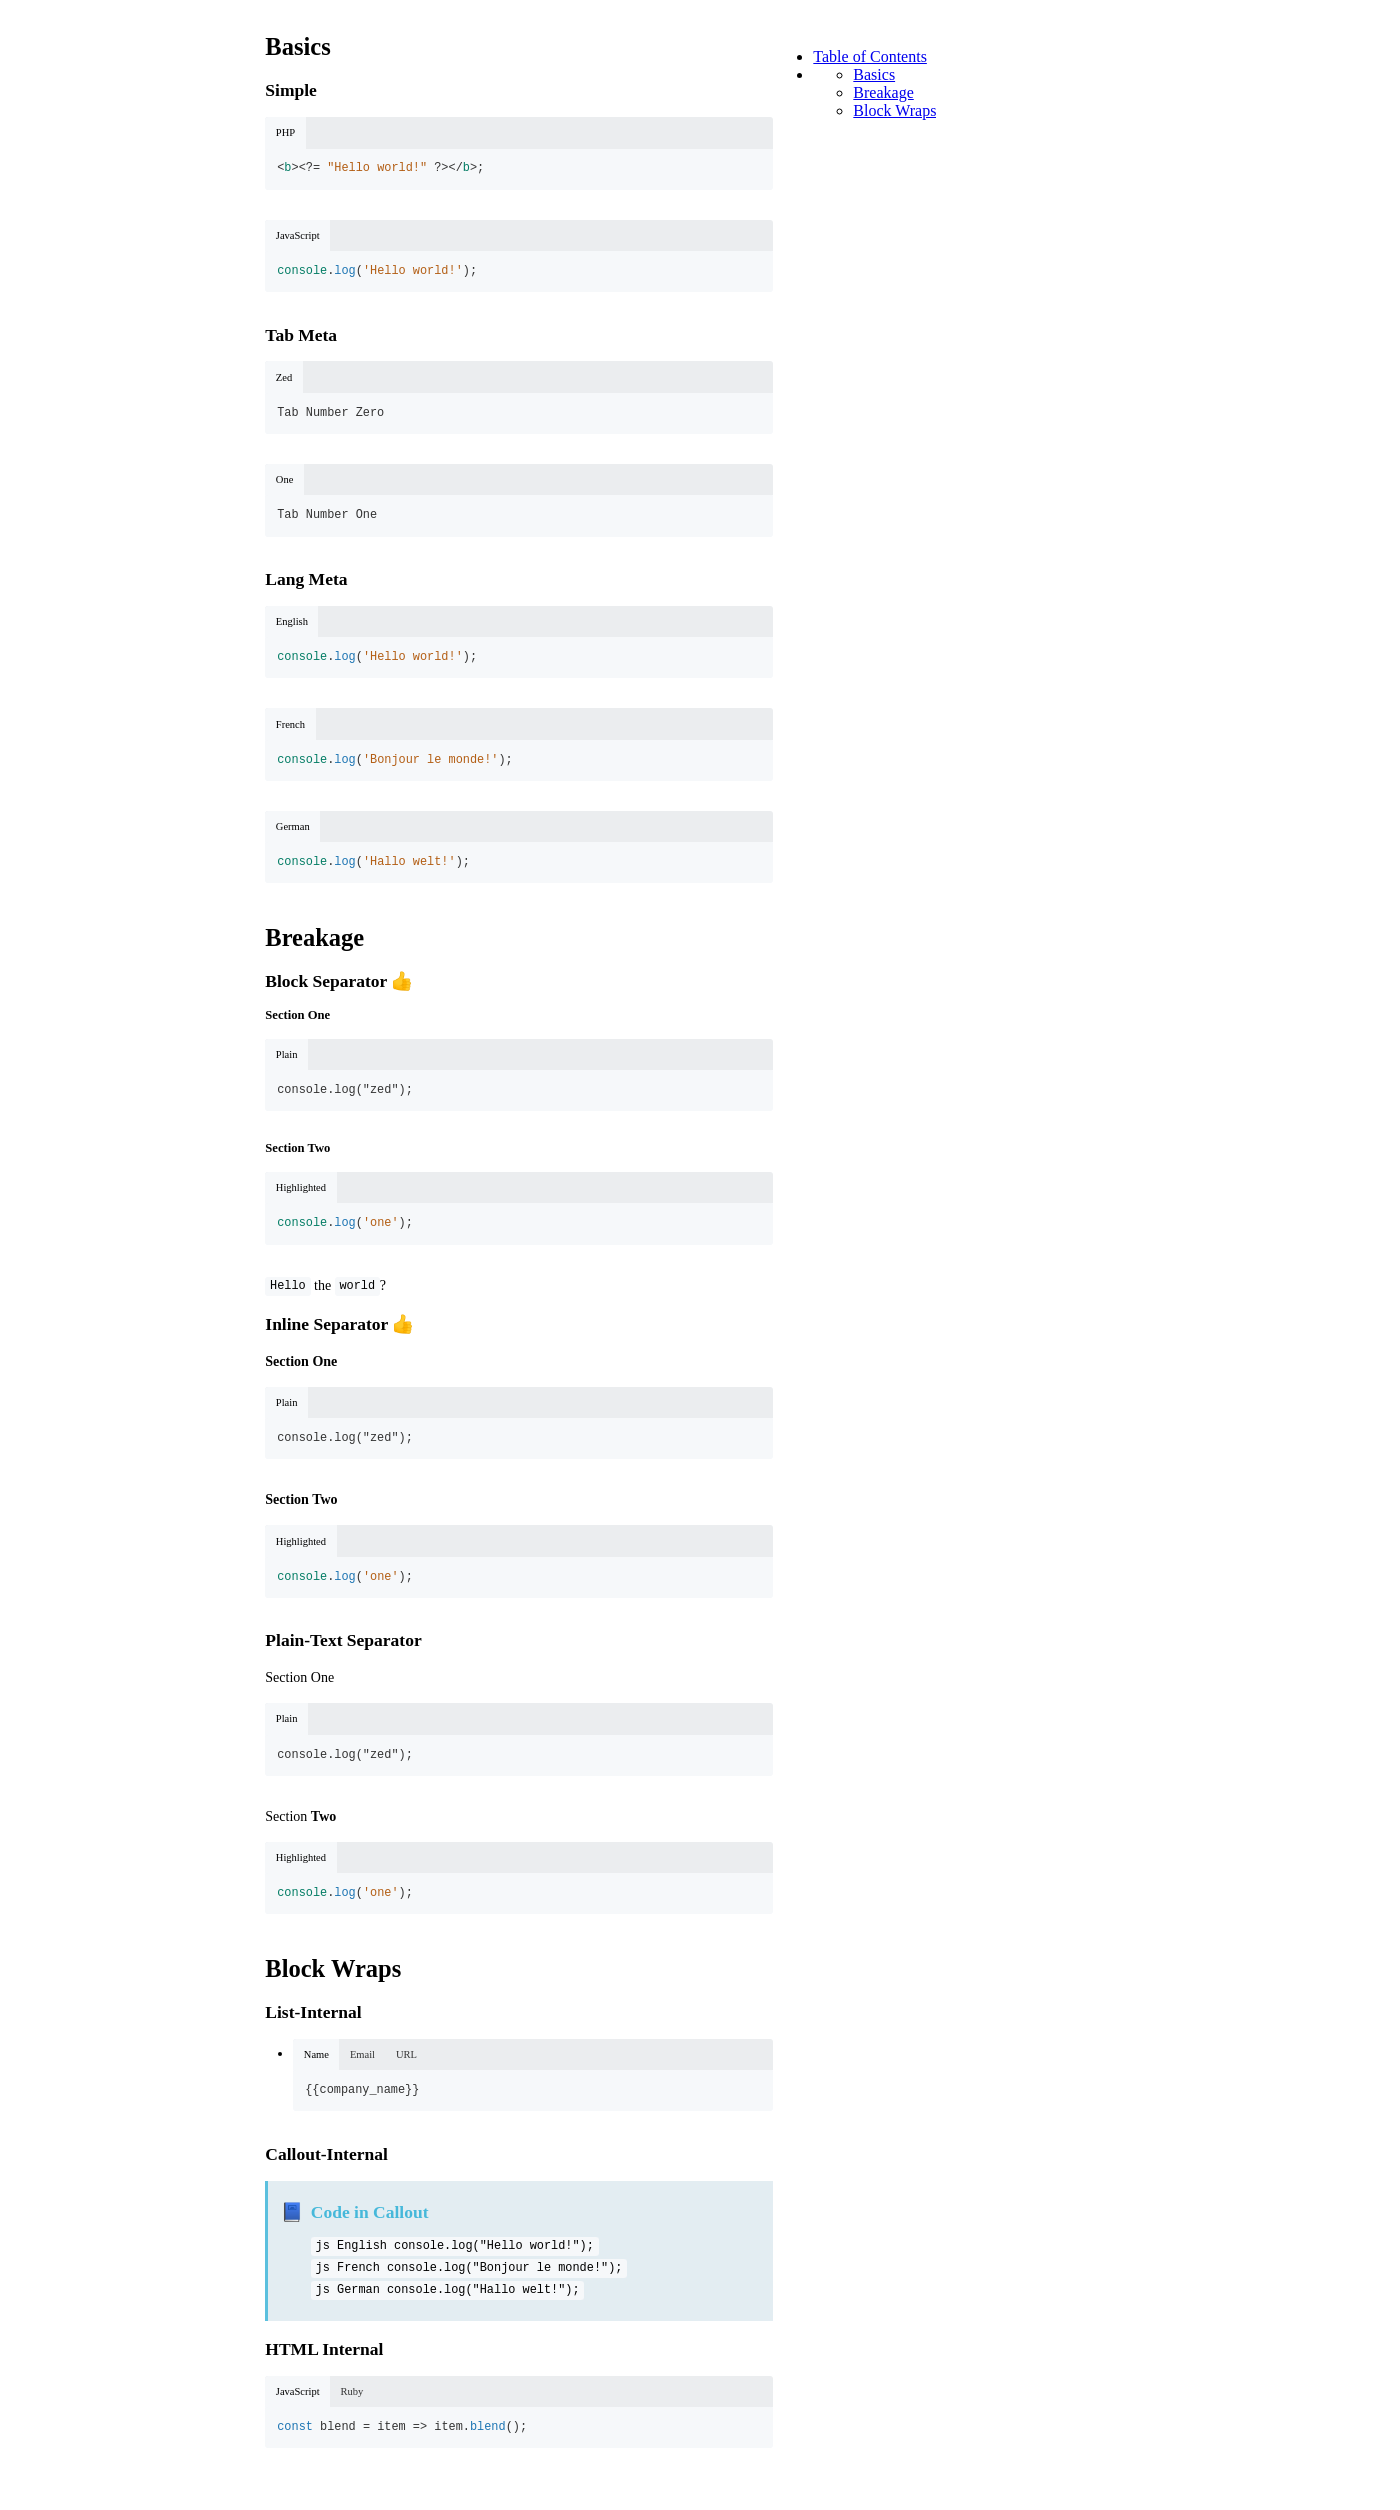 Basics
Simple
PHP
<b><?= "Hello world!" ?></b>;
JavaScript
console.log('Hello world!');
Tab Meta
Zed
Tab Number Zero
One
Tab Number One
Lang Meta
English
console.log('Hello world!');
French
console.log('Bonjour le monde!');
German
console.log('Hallo welt!');
Breakage
Block Separator 👍
Section One
Plain
console.log("zed");
Section Two
Highlighted
console.log('one');
Hello the world?
Inline Separator 👍
Section One
Plain
console.log("zed");
Section Two
Highlighted
console.log('one');
Plain-Text Separator
Section One
Plain
console.log("zed");
Section Two
Highlighted
console.log('one');
Block Wraps
List-Internal
Name Email URL
{{company_name}}
Callout-Internal
📘 Code in Callout
js English console.log("Hello world!");
js French console.log("Bonjour le monde!");
js German console.log("Hallo welt!");
HTML Internal
JavaScript Ruby
const blend = item => item.blend();
Table of Contents
Basics
Breakage
Block Wraps